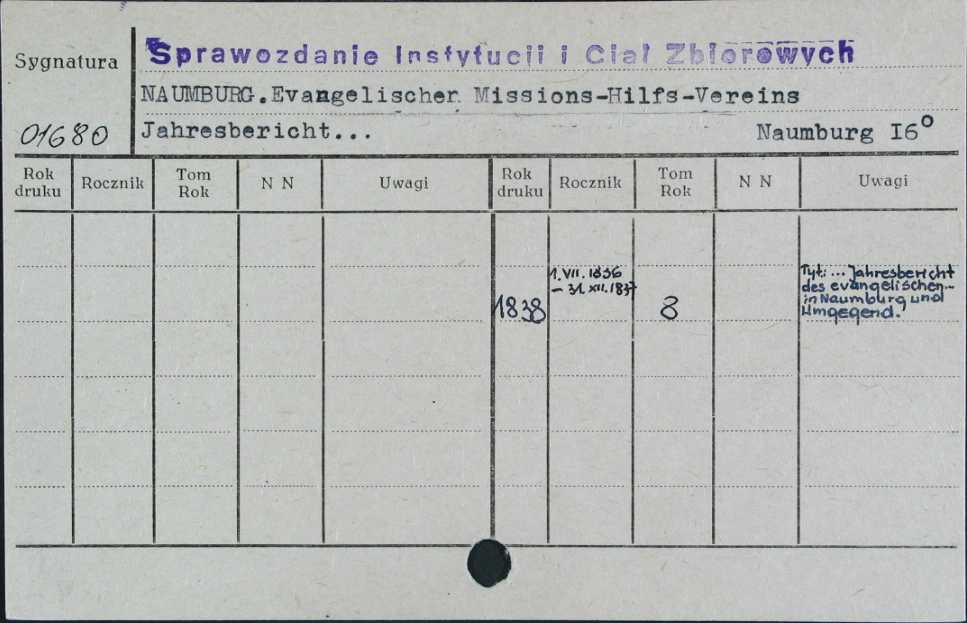 Sygnatura
Sprawozdanie Instytucji i Ciał Zbiorowych
NAUMBURG.Evangelischer Missions-Hilfs-Vereins
01680
Jahresbericht... Naumburg I6°
Rok druku Rocznik Tom Rok N N Uwagi Rok druku Rocznik Tom Rok N N Uwagi
1838
1.VII.1836
– 31.XII.1837
8
Tyt: ... Jahresbericht
des evangelischen...
in Naumburg und
Umgegend.